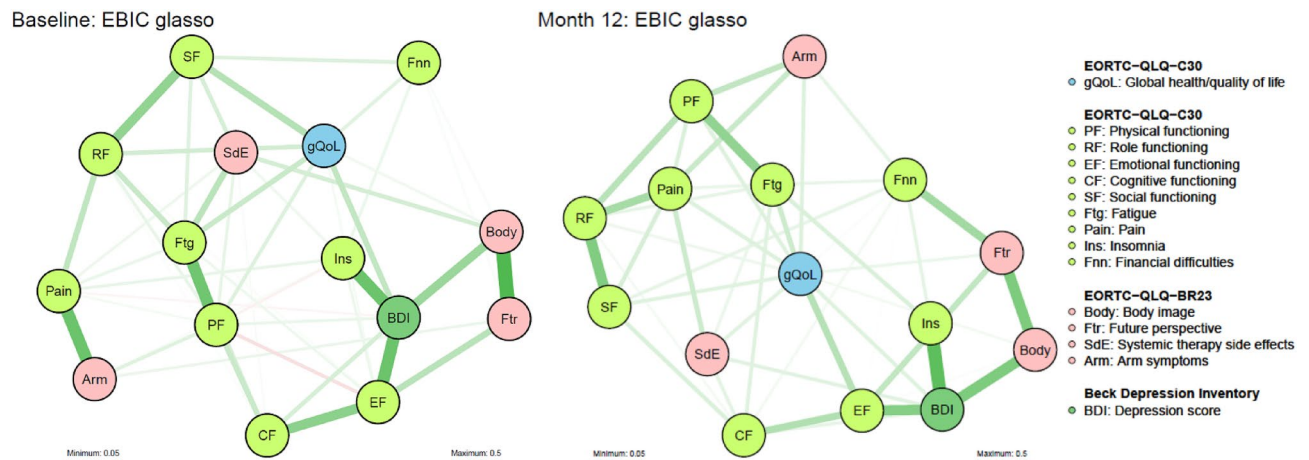 Baseline: EBIC glasso
SF
Fnn
RF
SdE
gQoL
Ftg
Ins
Body
Pain
PF
BDI
Ftr
Arm
EF
CF
Minimum: 0.05
Maximum: 0.5
Month 12: EBIC glasso
Arm
PF
Pain
Ftg
Fnn
RF
Ftr
gQoL
SF
Ins
SdE
Body
EF
BDI
CF
Minimum: 0.05
Maximum: 0.5
EORTC−QLQ−C30
gQoL: Global health/quality of life
EORTC−QLQ−C30
PF: Physical functioning
RF: Role functioning
EF: Emotional functioning
CF: Cognitive functioning
SF: Social functioning
Ftg: Fatigue
Pain: Pain
Ins: Insomnia
Fnn: Financial difficulties
EORTC−QLQ−BR23
Body: Body image
Ftr: Future perspective
SdE: Systemic therapy side effects
Arm: Arm symptoms
Beck Depression Inventory
BDI: Depression score